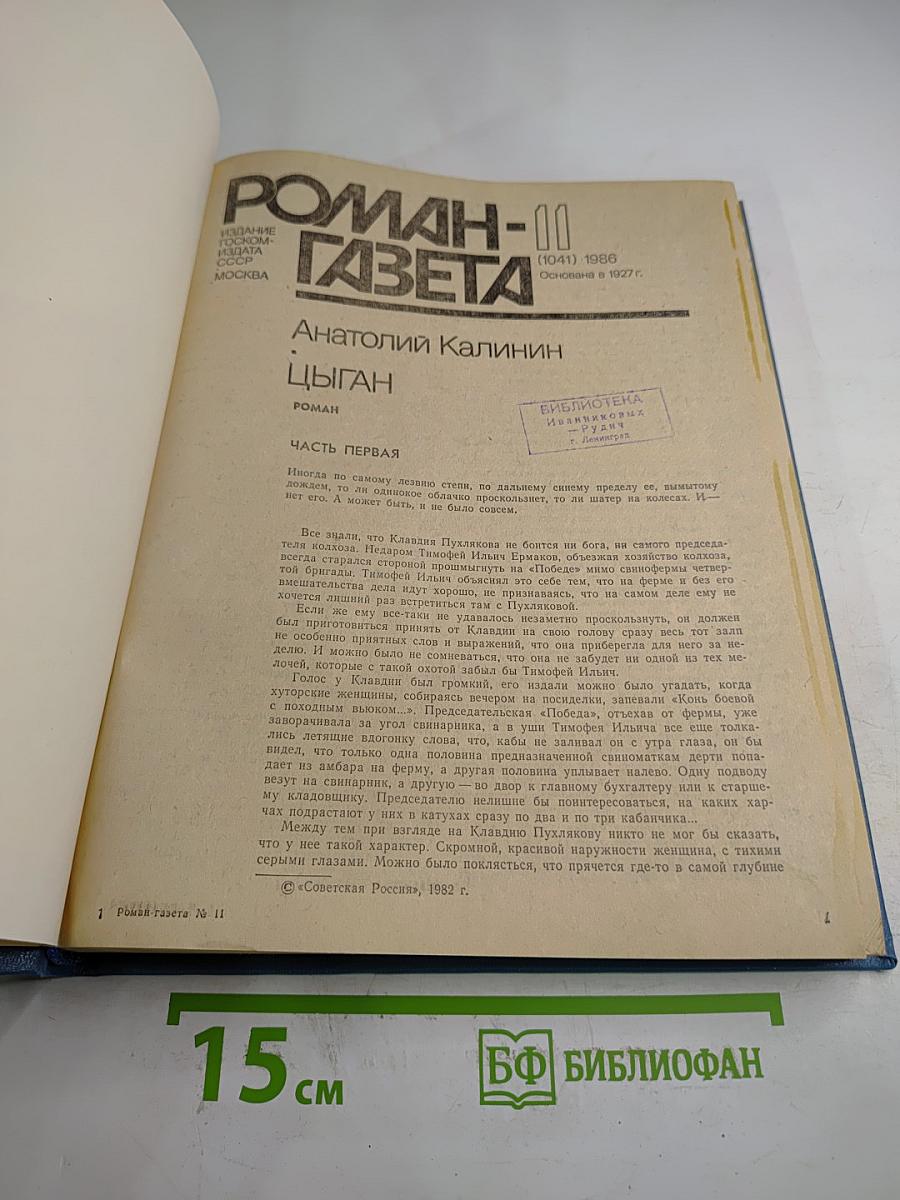 РОМАН-
ГАЗЕТА
11
(1041) 1986
Основана в 1927 г.
ИЗДАНИЕ
ГОСКОМ-
ИЗДАТА
СССР
МОСКВА
Анатолий Калинин
ЦЫГАН
РОМАН
БИБЛИОТЕКА
Иванниковых
—Рудич
г. Ленинград
ЧАСТЬ ПЕРВАЯ
Иногда по самому лезвию степи, по дальнему синему пределу ее, вымытому
дождем, то ли одинокое облачко проскользнет, то ли шатер на колесах. И—
нет его. А может быть, и не было совсем.
Все знали, что Клавдия Пухлякова не боится ни бога, ни самого председа-
теля колхоза. Недаром Тимофей Ильич Ермаков, объезжая хозяйство колхоза,
всегда старался стороной прошмыгнуть на «Победе» мимо свинофермы четвер-
той бригады. Тимофей Ильич объяснял это себе тем, что на ферме и без его
вмешательства дела идут хорошо, не признаваясь, что на самом деле ему не
хочется лишний раз встретиться там с Пухляковой.
Если же ему все-таки не удавалось незаметно проскользнуть, он должен
был приготовиться принять от Клавдии на свою голову сразу весь тот залп
не особенно приятных слов и выражений, что она приберегла для него за не-
делю. И можно было не сомневаться, что она не забудет ни одной из тех ме-
лочей, которые с такой охотой забыл бы Тимофей Ильич.
Голос у Клавдии был громкий, его издали можно было угадать, когда
хуторские женщины, собираясь вечером на посиделки, запевали «Конь боевой
с походным вьюком...». Председательская «Победа», отъехав от фермы, уже
заворачивала за угол свинарника, а в уши Тимофея Ильича все еще толка-
лись летящие вдогонку слова, что, кабы не заливал он с утра глаза, он бы
видел, что только одна половина предназначенной свиноматкам дерти попа-
дает из амбара на ферму, а другая половина уплывает налево. Одну подводу
везут на свинарник, а другую — во двор к главному бухгалтеру или к старше-
му кладовщику. Председателю нелишне бы поинтересоваться, на каких хар-
чах подрастают у них в катухах сразу по два и по три кабанчика...
Между тем при взгляде на Клавдию Пухлякову никто не мог бы сказать,
что у нее такой характер. Скромной, красивой наружности женщина, с тихими
серыми глазами. Можно было поклясться, что прячется где-то в самой глубине
© «Советская Россия», 1982 г.
1 Роман-газета № 11
15 см
БФ БИБЛИОФАН